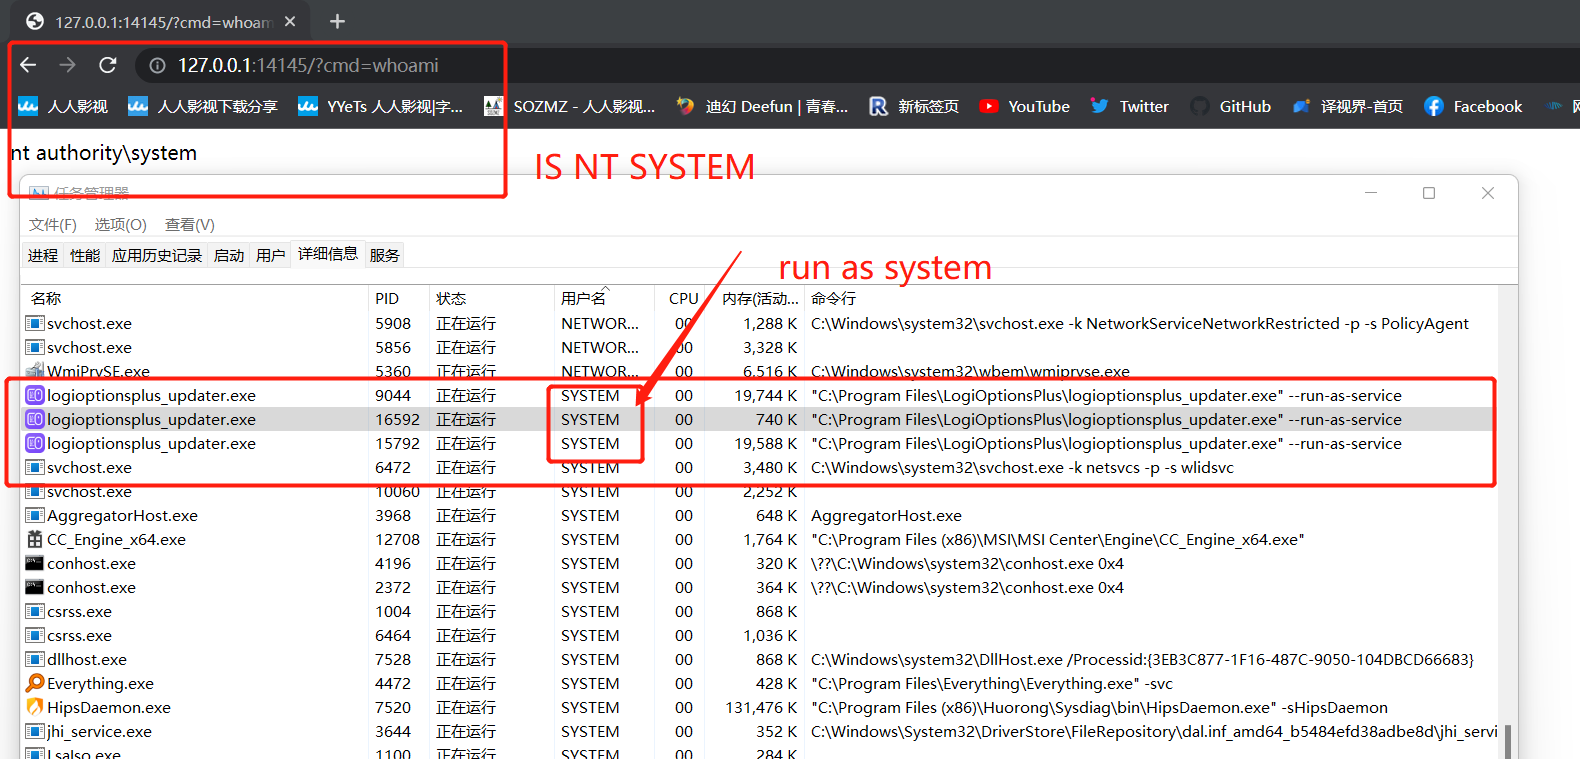 127.0.0.1:14145/?cmd=whoam
127.0.0.1:14145/?cmd=whoami
人人影视 人人影视下载分享 YYeTs 人人影视|字... SOZMZ - 人人影视... 迪幻 Deefun | 青春... 新标签页 YouTube Twitter GitHub 译视界-首页 Facebook
nt authority\system
IS NT SYSTEM
任务管理器
文件(F) 选项(O) 查看(V)
进程 性能 应用历史记录 启动 用户 详细信息 服务
run as system
名称 PID 状态 用户名 CPU 内存(活动... 命令行
svchost.exe 5908 正在运行 NETWOR... 00 1,288 K C:\Windows\system32\svchost.exe -k NetworkServiceNetworkRestricted -p -s PolicyAgent
svchost.exe 5856 正在运行 NETWOR... 00 3,328 K
WmiPrvSE.exe 5360 正在运行 NETWOR... 00 6,516 K C:\Windows\system32\wbem\wmiprvse.exe
logioptionsplus_updater.exe 9044 正在运行 SYSTEM 00 19,744 K "C:\Program Files\LogiOptionsPlus\logioptionsplus_updater.exe" --run-as-service
logioptionsplus_updater.exe 16592 正在运行 SYSTEM 00 740 K "C:\Program Files\LogiOptionsPlus\logioptionsplus_updater.exe" --run-as-service
logioptionsplus_updater.exe 15792 正在运行 SYSTEM 00 19,588 K "C:\Program Files\LogiOptionsPlus\logioptionsplus_updater.exe" --run-as-service
svchost.exe 6472 正在运行 SYSTEM 00 3,480 K C:\Windows\system32\svchost.exe -k netsvcs -p -s wlidsvc
svchost.exe 10060 正在运行 SYSTEM 00 2,252 K
AggregatorHost.exe 3968 正在运行 SYSTEM 00 648 K AggregatorHost.exe
CC_Engine_x64.exe 12708 正在运行 SYSTEM 00 1,764 K "C:\Program Files (x86)\MSI\MSI Center\Engine\CC_Engine_x64.exe"
conhost.exe 4196 正在运行 SYSTEM 00 320 K \??\C:\Windows\system32\conhost.exe 0x4
conhost.exe 2372 正在运行 SYSTEM 00 364 K \??\C:\Windows\system32\conhost.exe 0x4
csrss.exe 1004 正在运行 SYSTEM 00 868 K
csrss.exe 6464 正在运行 SYSTEM 00 1,036 K
dllhost.exe 7528 正在运行 SYSTEM 00 868 K C:\Windows\system32\DllHost.exe /Processid:{3EB3C877-1F16-487C-9050-104DBCD66683}
Everything.exe 4472 正在运行 SYSTEM 00 428 K "C:\Program Files\Everything\Everything.exe" -svc
HipsDaemon.exe 7520 正在运行 SYSTEM 00 131,476 K "C:\Program Files (x86)\Huorong\Sysdiag\bin\HipsDaemon.exe" -sHipsDaemon
jhi_service.exe 3644 正在运行 SYSTEM 00 352 K C:\Windows\System32\DriverStore\FileRepository\dal.inf_amd64_b5484efd38adbe8d\jhi_servi
LsaIso.exe 1100 正在运行 SYSTEM 00 284 K